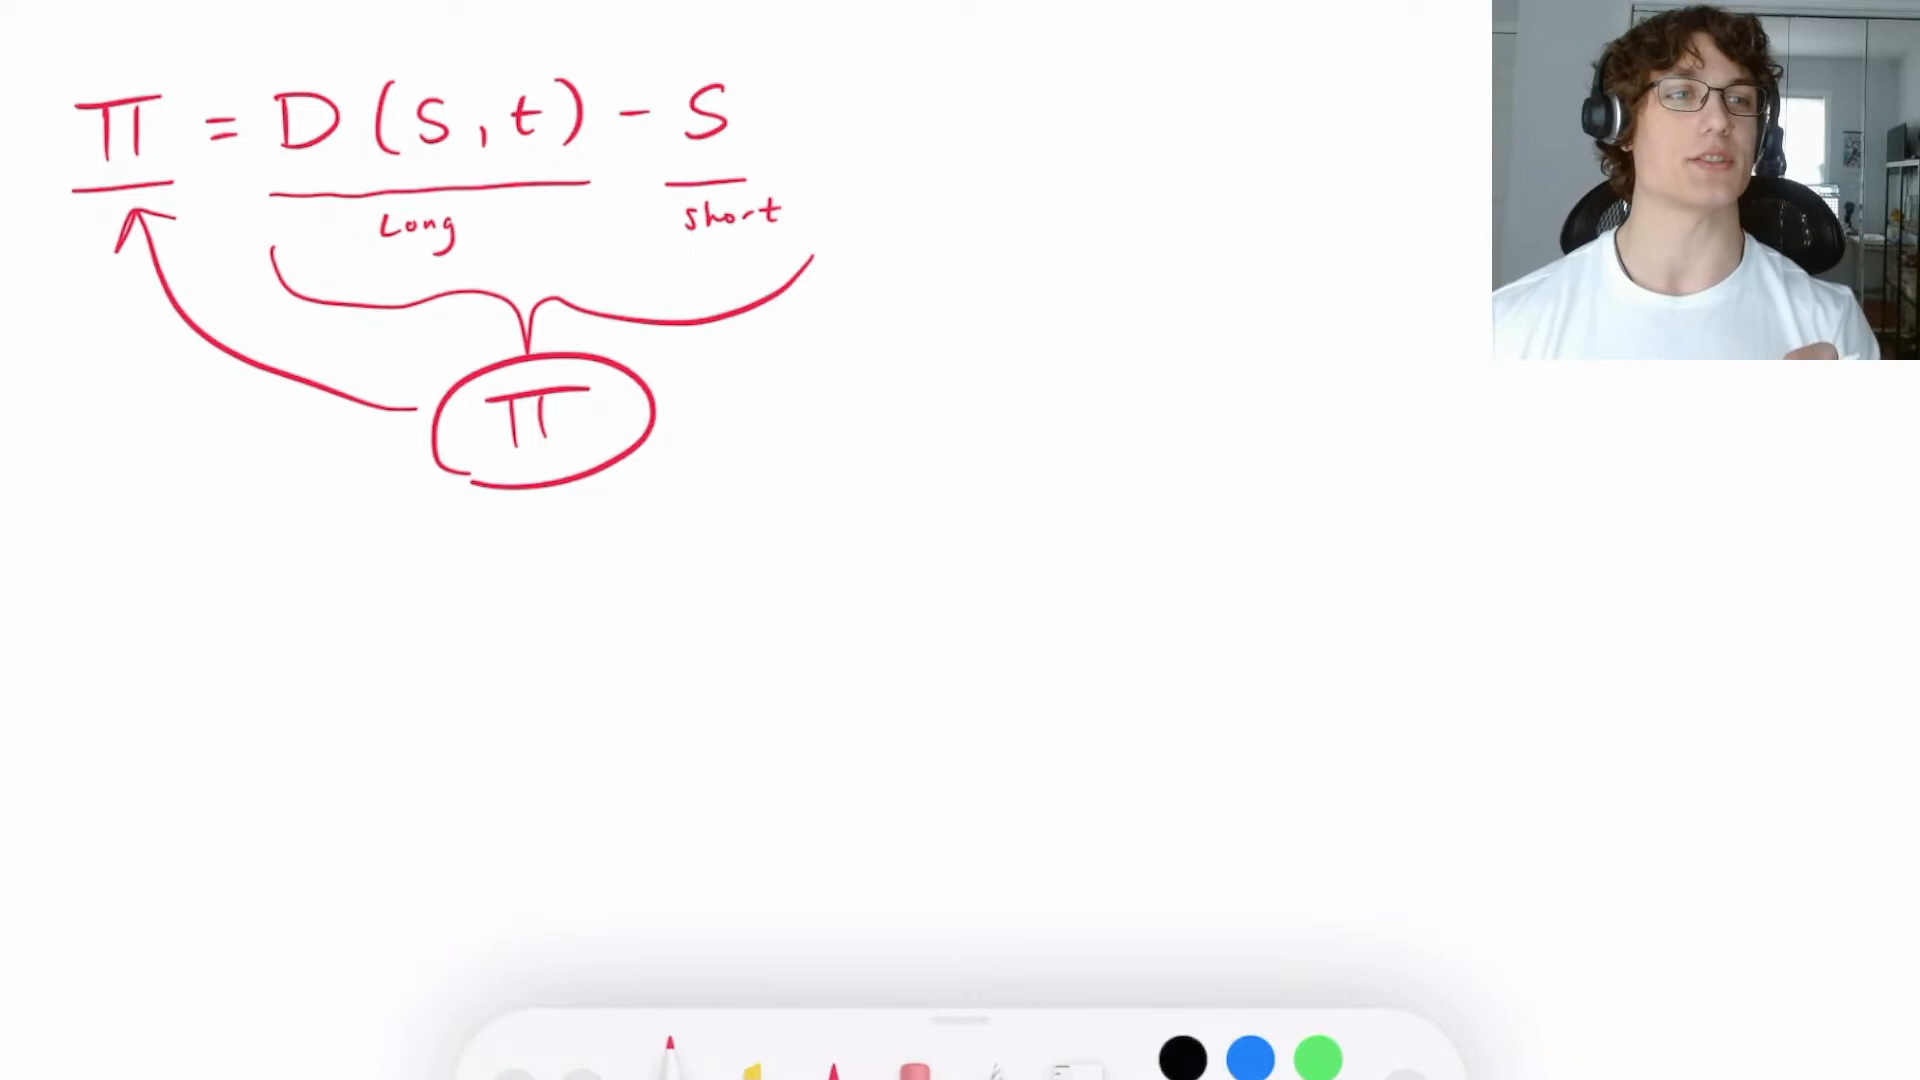 Π = D (S, t) - S
Long short
Π